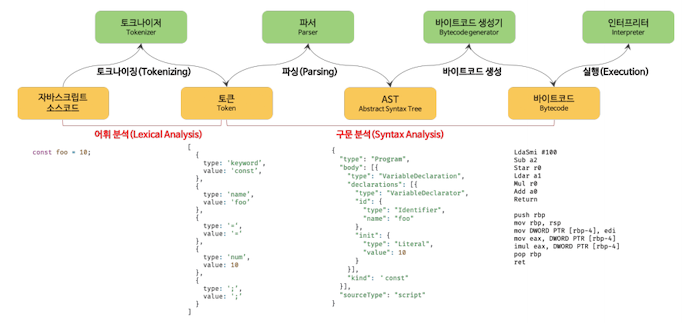 토크나이저
Tokenizer
파서
Parser
바이트코드 생성기
Bytecode generator
인터프리터
Interpreter
토크나이징(Tokenizing)
파싱(Parsing)
바이트코드 생성
실행(Execution)
자바스크립트
소스코드
토큰
Token
AST
Abstract Syntax Tree
바이트코드
Bytecode
어휘 분석(Lexical Analysis)
구문 분석(Syntax Analysis)
const foo = 10;
[
{
type: 'keyword',
value: 'const',
},
{
type: 'name',
value: 'foo'
},
{
type: '=',
value: '='
},
{
type: 'num',
value: 10
},
{
type: ';',
value: ';'
}
]
{
"type": "Program",
"body": [{
"type": "VariableDeclaration",
"declarations": [{
"type": "VariableDeclarator",
"id": {
"type": "Identifier",
"name": "foo"
},
"init": {
"type": "Literal",
"value": 10
}
}],
"kind": ‘const"
}],
"sourceType": "script"
}
LdaSmi #100
Sub a2
Star r0
Ldar a1
Mul r0
Add a0
Return
push rbp
mov rbp, rsp
mov DWORD PTR [rbp-4], edi
mov eax, DWORD PTR [rbp-4]
imul eax, DWORD PTR [rbp-4]
pop rbp
ret